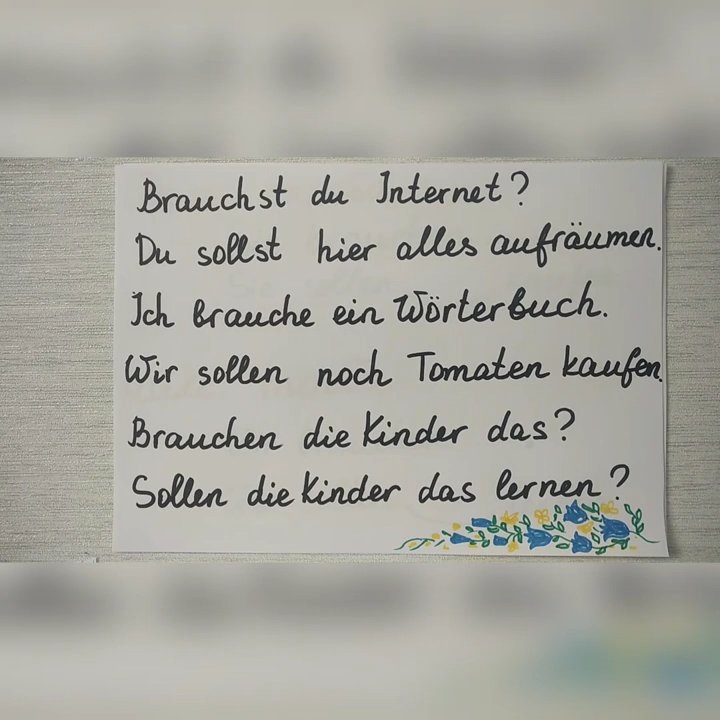 Brauchst du Internet?
Du sollst hier alles aufräumen.
Ich brauche ein Wörterbuch.
Wir sollen noch Tomaten kaufen.
Brauchen die Kinder das?
Sollen die Kinder das lernen?